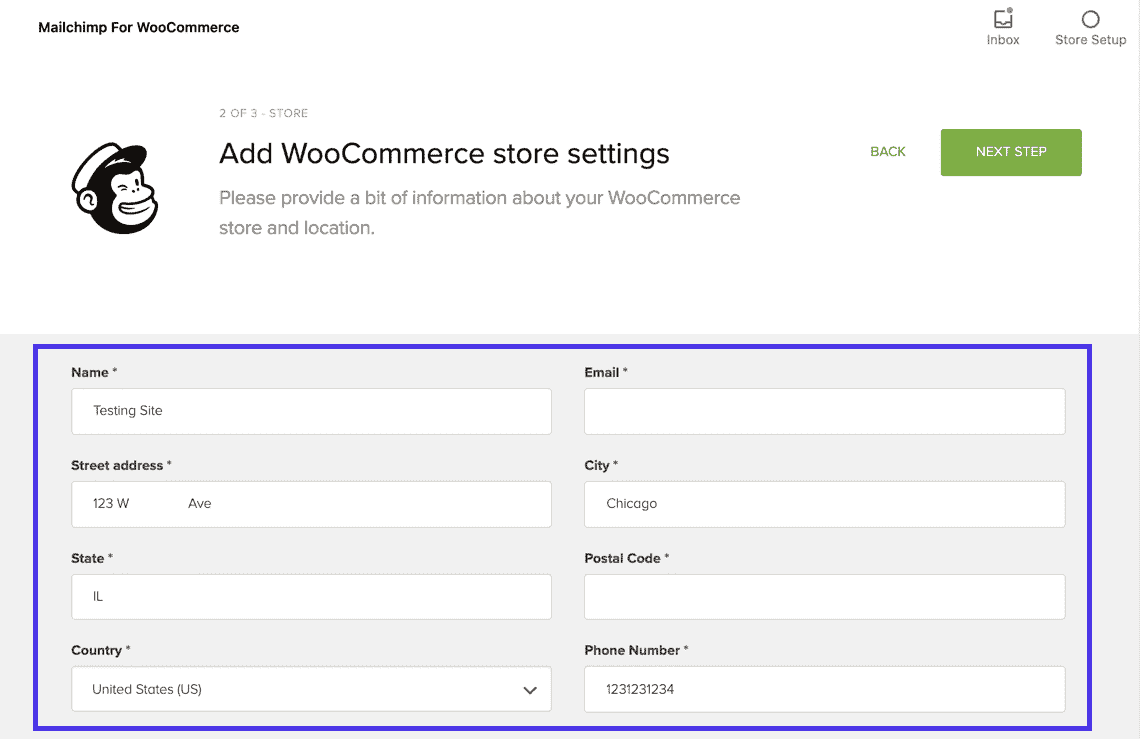 Mailchimp For WooCommerce
Inbox
Store Setup
2 OF 3 - STORE
Add WooCommerce store settings
BACK
NEXT STEP
Please provide a bit of information about your WooCommerce
store and location.
Name *
Email *
Testing Site
Street address *
City *
123 W Ave
Chicago
State *
Postal Code *
IL
Country *
Phone Number *
United States (US)
1231231234